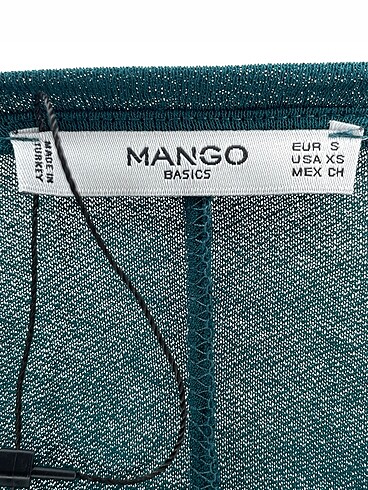 MADE IN
TURKEY
MANGO
BASICS
EUR S
USA XS
MEX CH